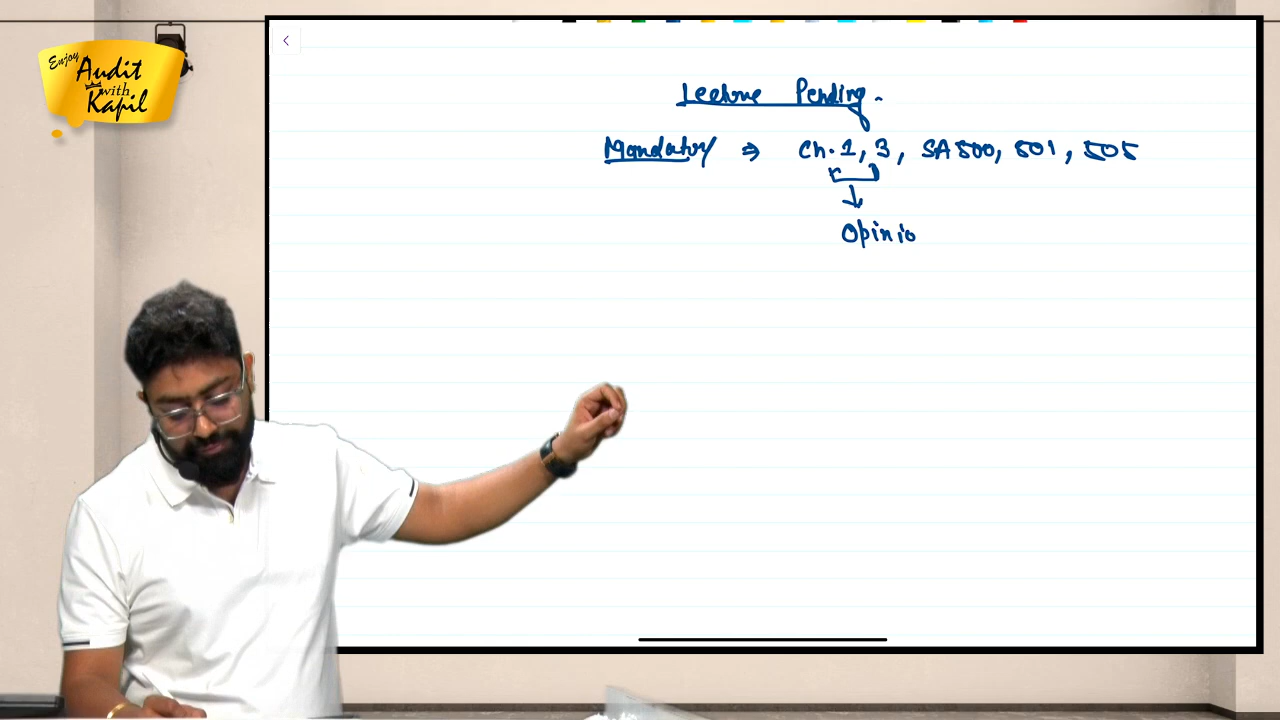 Enjoy
Audit
with
Kapil
Lecture Pending.
Mandatory ⇒ Ch. 1, 3, SA 500, 501, 505
↓
Opinio